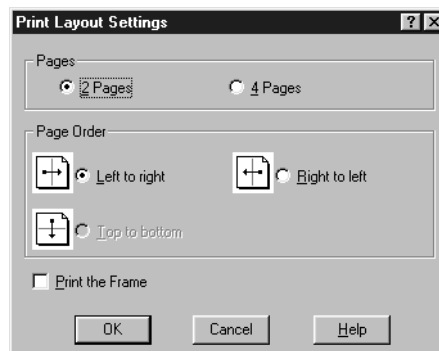 Print Layout Settings
Pages
2 Pages 4 Pages
Page Order
Left to right Right to left
Top to bottom
Print the Frame
OK Cancel Help